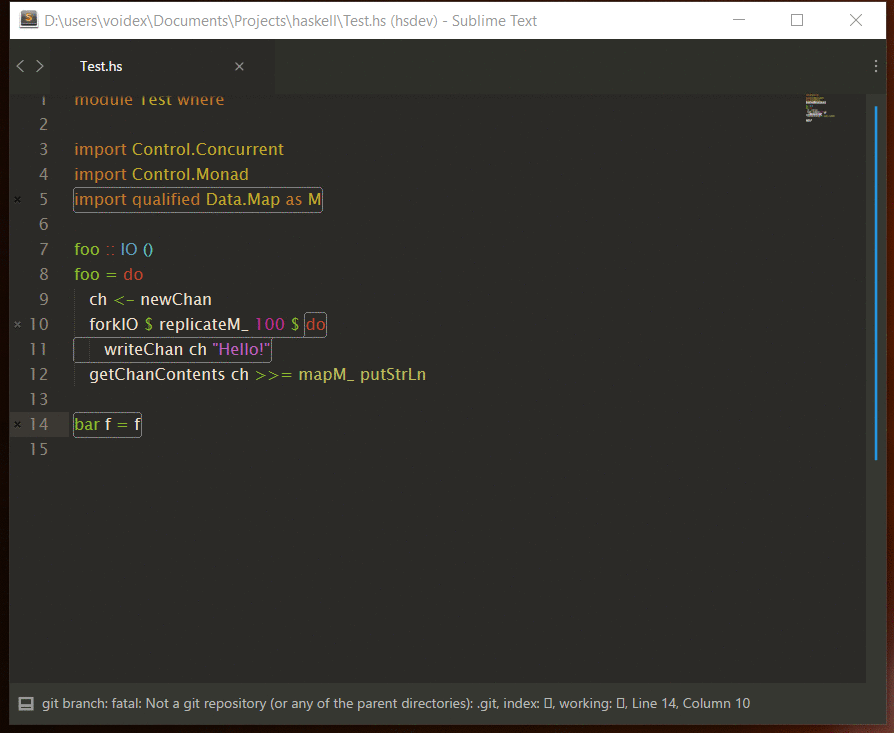 D:\users\voidex\Documents\Projects\haskell\Test.hs (hsdev) - Sublime Text
Test.hs
1 module Test where
2
3 import Control.Concurrent
4 import Control.Monad
5 import qualified Data.Map as M
6
7 foo :: IO ()
8 foo = do
9 ch <- newChan
10 forkIO $ replicateM_ 100 $ do
11 writeChan ch "Hello!"
12 getChanContents ch >>= mapM_ putStrLn
13
14 bar f = f
15
git branch: fatal: Not a git repository (or any of the parent directories): .git, index: ▯, working: ▯, Line 14, Column 10